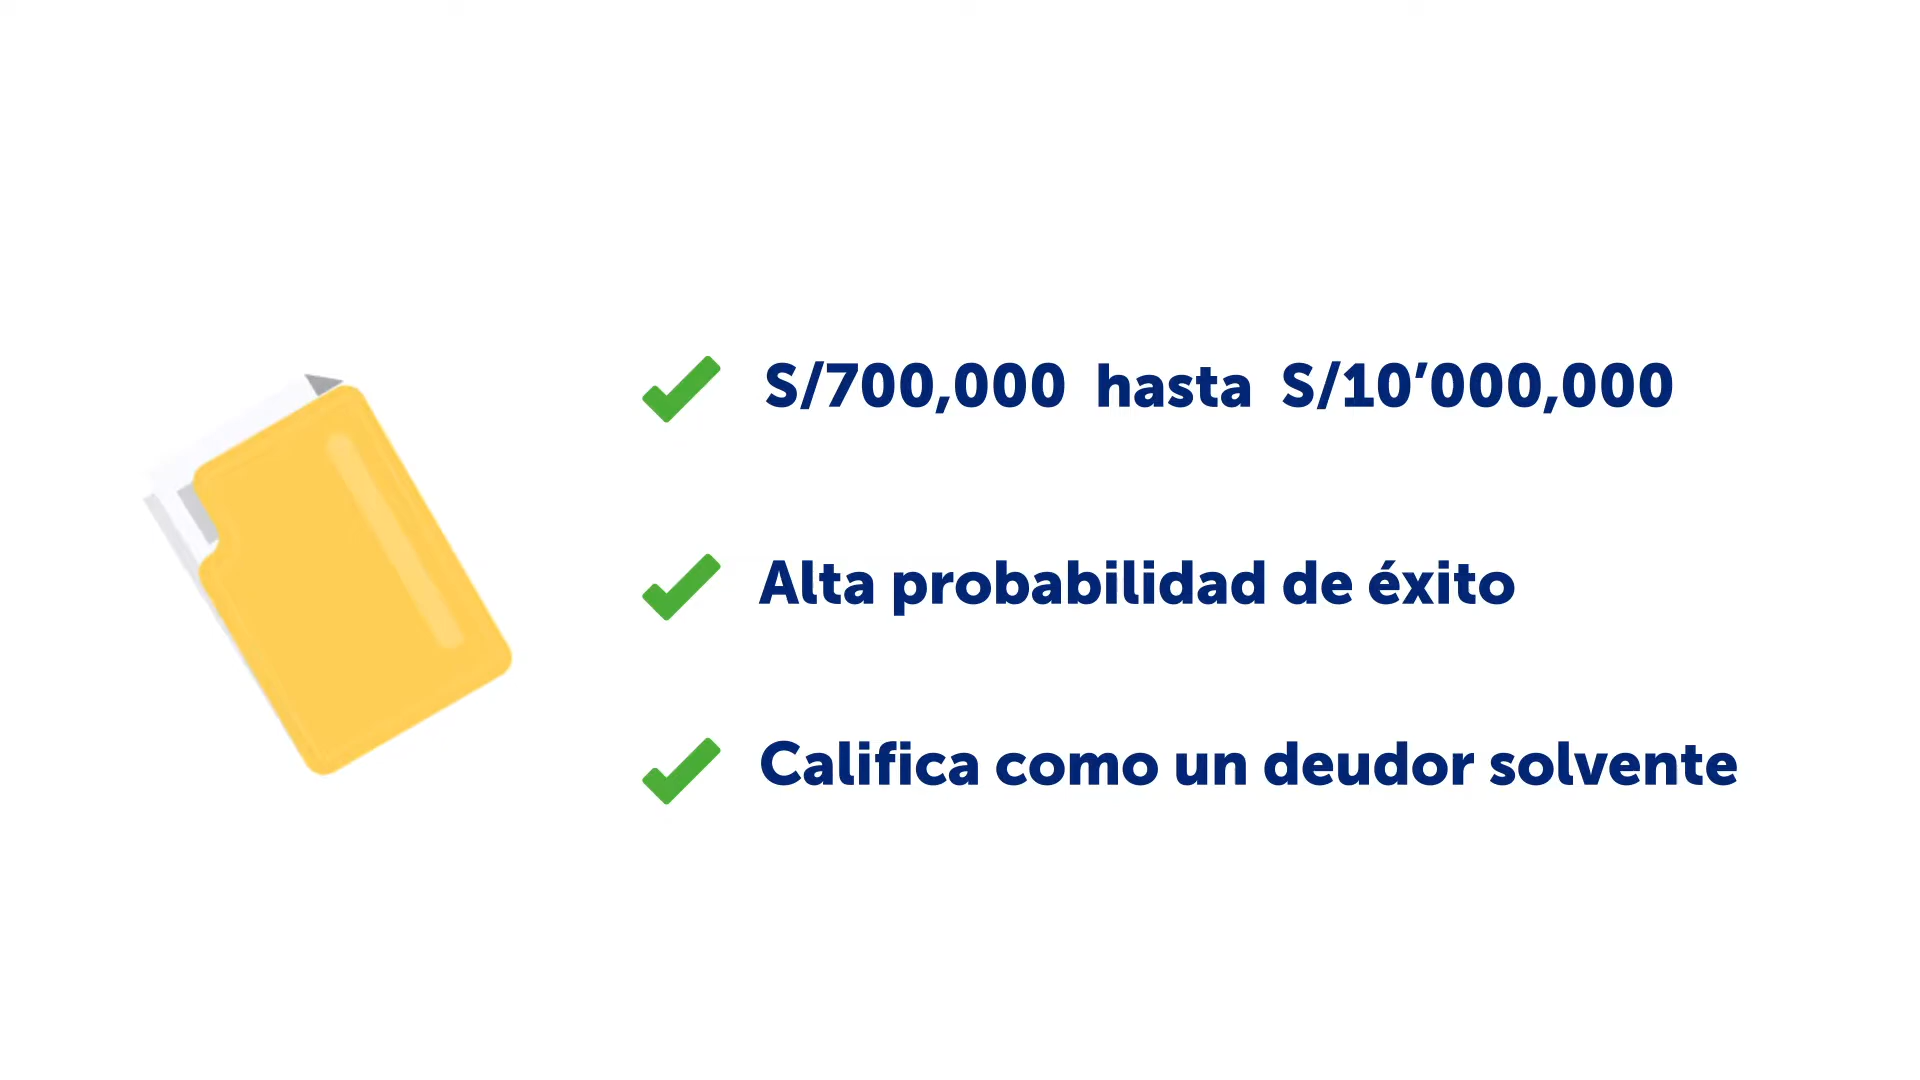 S/700,000 hasta S/10’000,000
Alta probabilidad de éxito
Califica como un deudor solvente